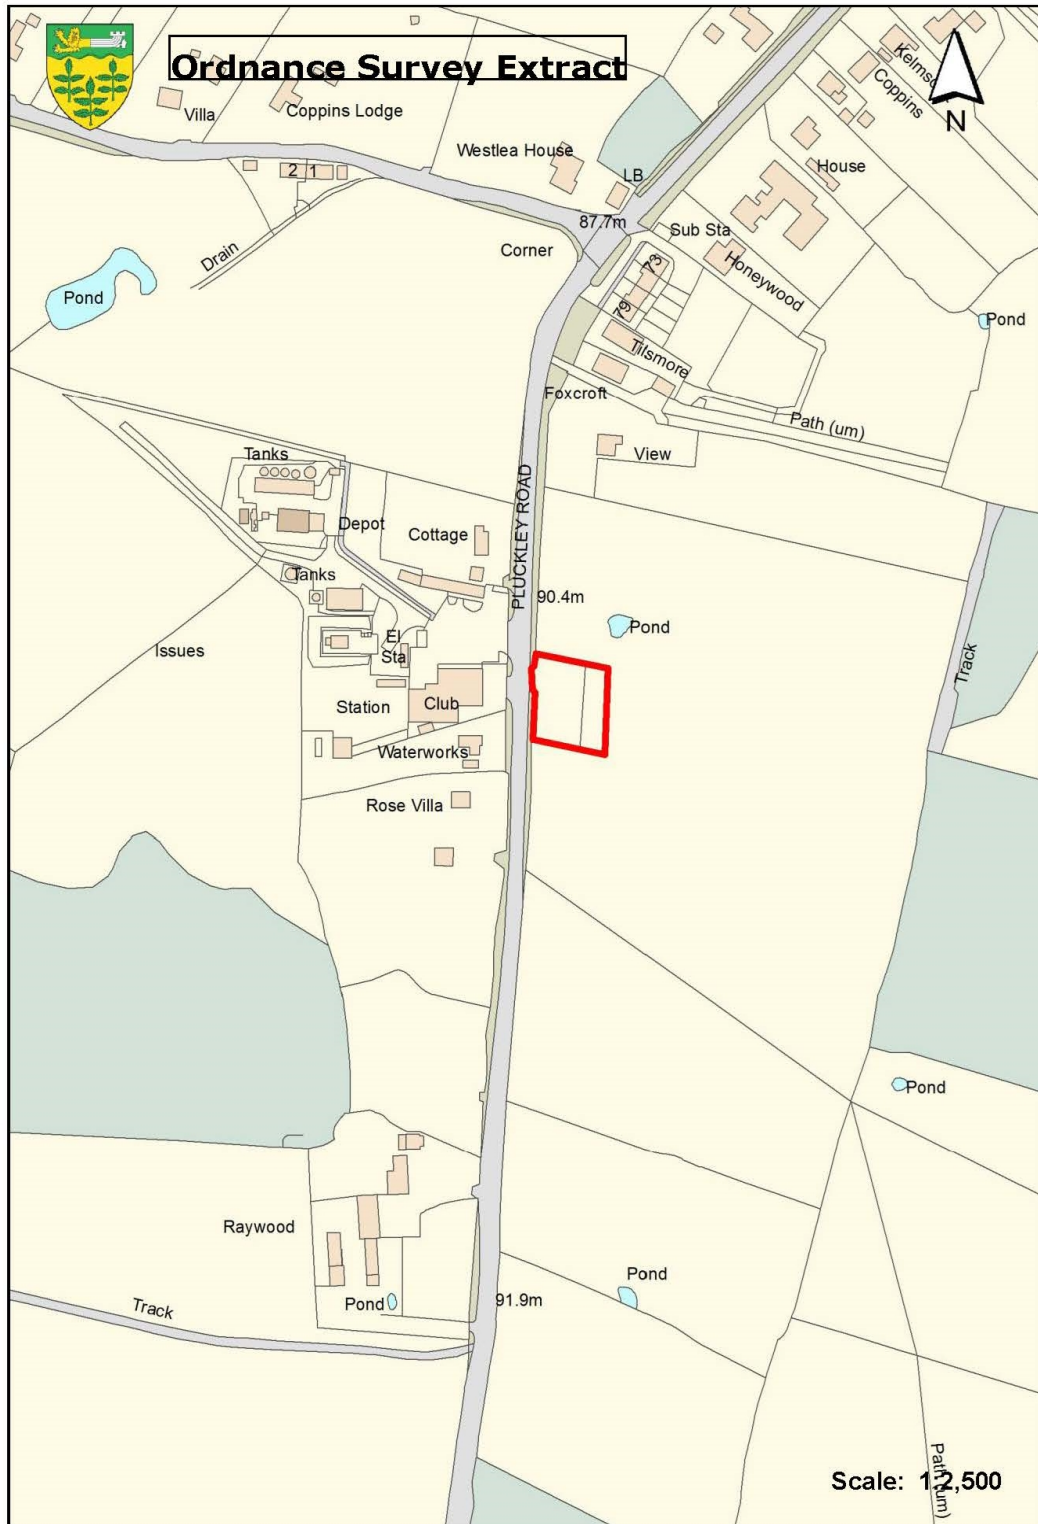 Ordnance Survey Extract
Kelmsc
Coppins
N
Villa
Coppins Lodge
Westlea House
House
2 1
LB
87.7m
Sub Sta
Corner
Drain
73
Honeywood
Pond
79
Pond
Tilsmore
Foxcroft
Path (um)
Tanks
View
PLUCKLEY ROAD
Depot
Cottage
Tanks
90.4m
Pond
El
Sta
Issues
Track
Station
Club
Waterworks
Rose Villa
Pond
Raywood
Pond
Pond
91.9m
Track
Path (um)
Scale: 1:2,500